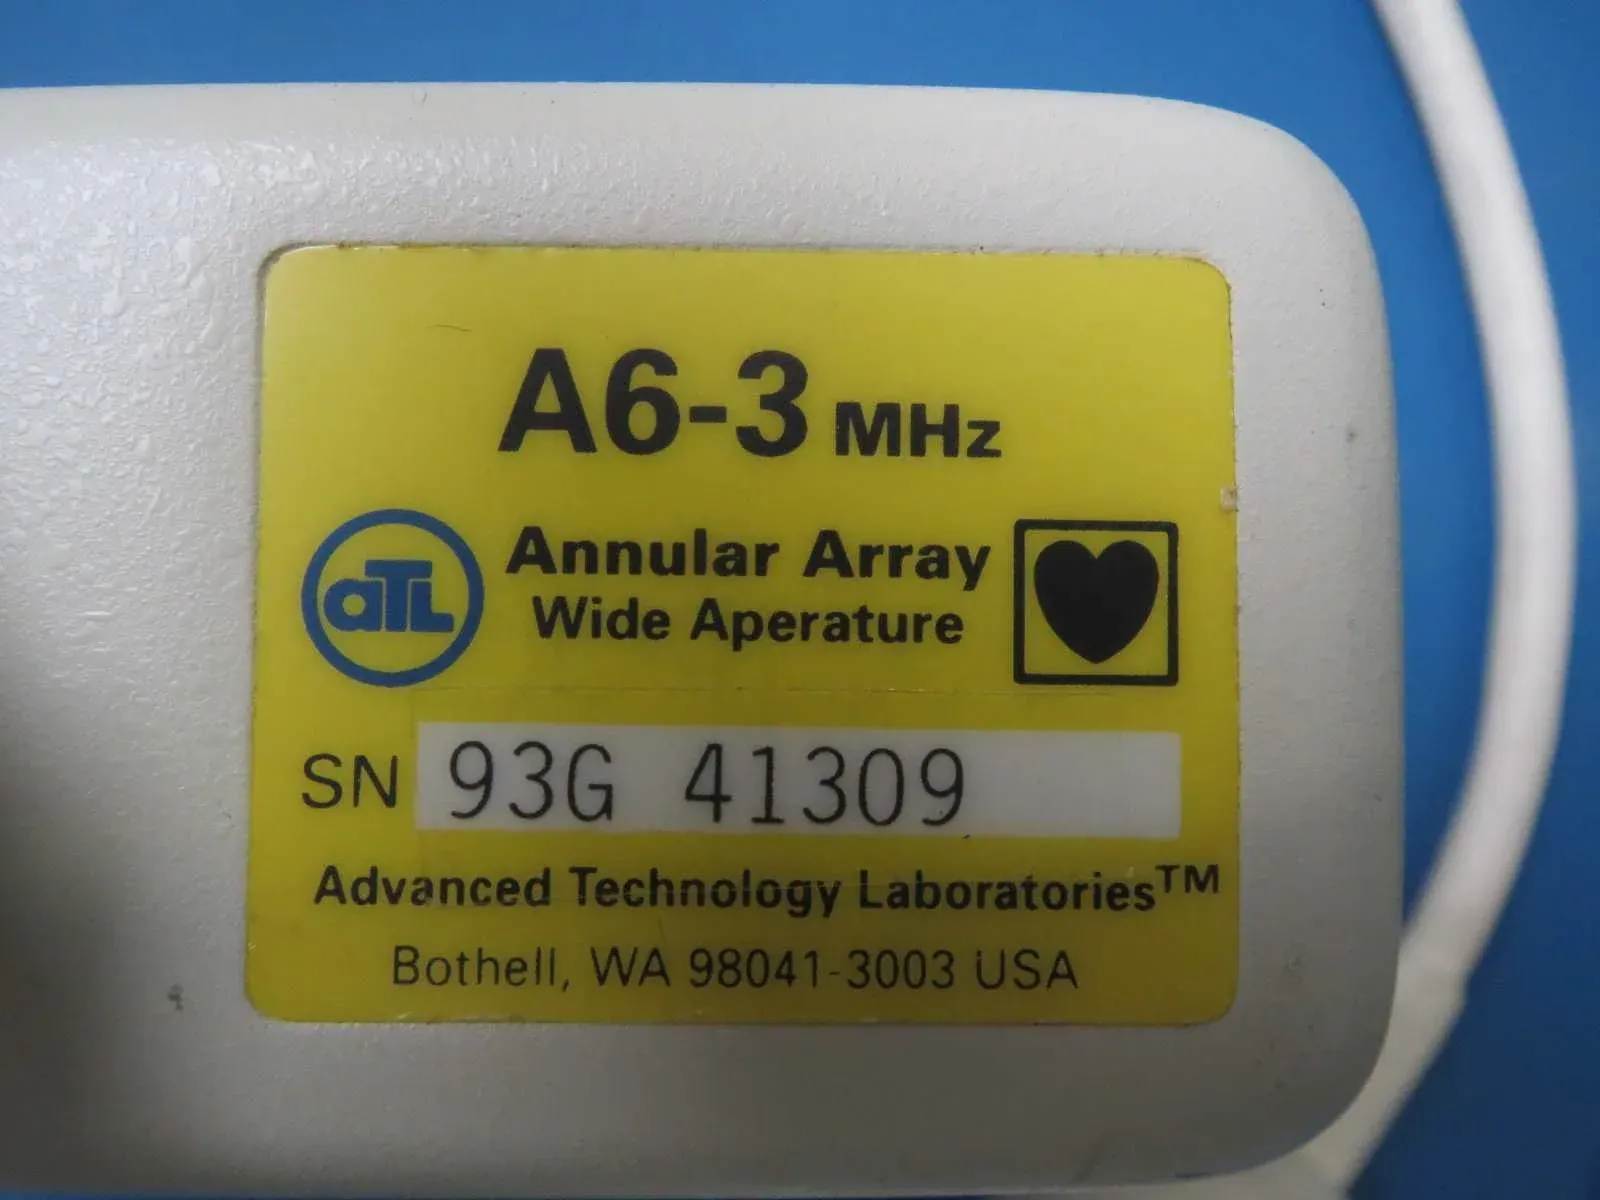 A6-3 MHz
aTL
Annular Array
Wide Aperature
SN 93G 41309
Advanced Technology Laboratories™
Bothell, WA 98041-3003 USA